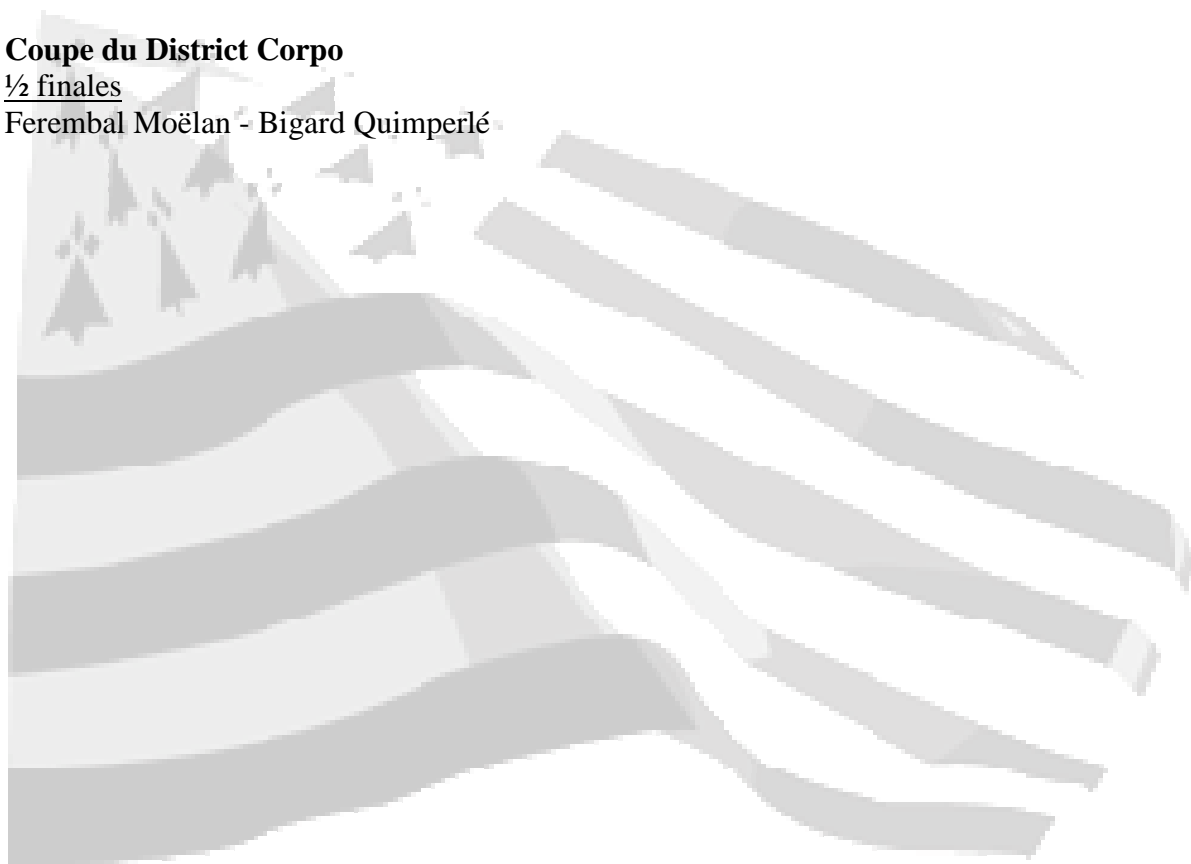 Coupe du District Corpo
½ finales
Ferembal Moëlan - Bigard Quimperlé